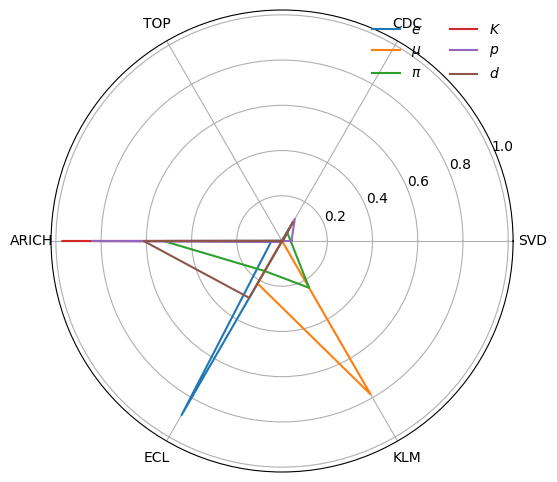 TOP CDC
e K
μ p
π d
1.0
0.8
0.6
0.4
0.2
ARICH SVD
ECL KLM